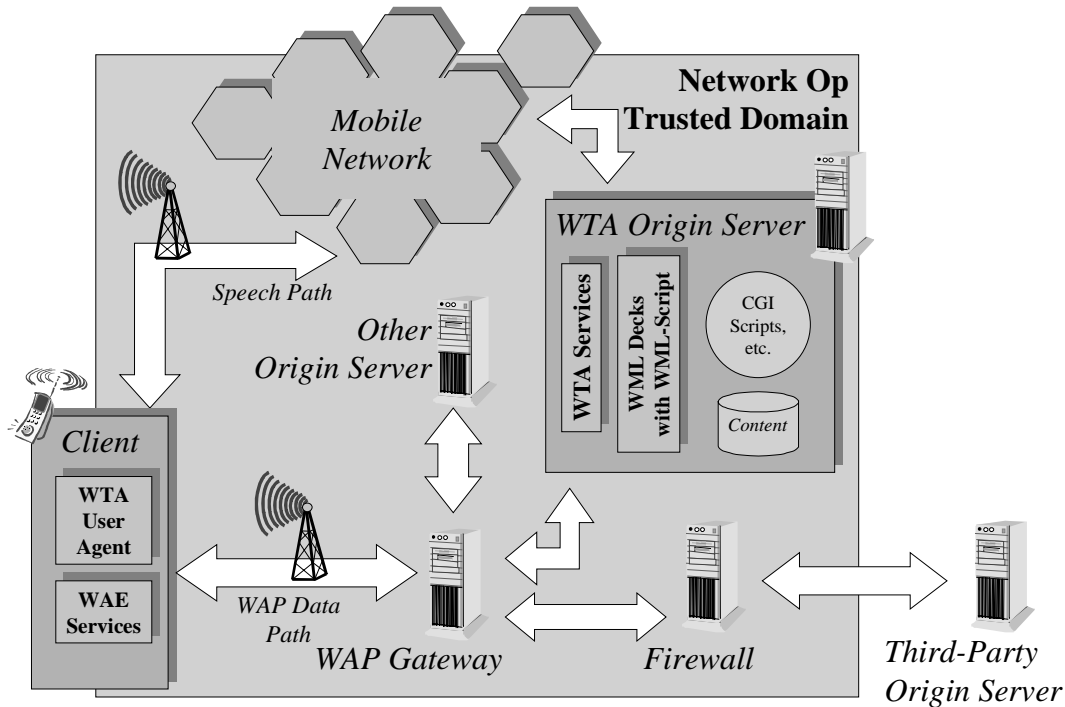 Network Op
Trusted Domain
Mobile
Network
WTA Origin Server
WTA Services
WML Decks
with WML-Script
CGI
Scripts,
etc.
Content
Speech Path
Other
Origin Server
Client
WTA
User
Agent
WAE
Services
WAP Data
Path
WAP Gateway
Firewall
Third-Party
Origin Server